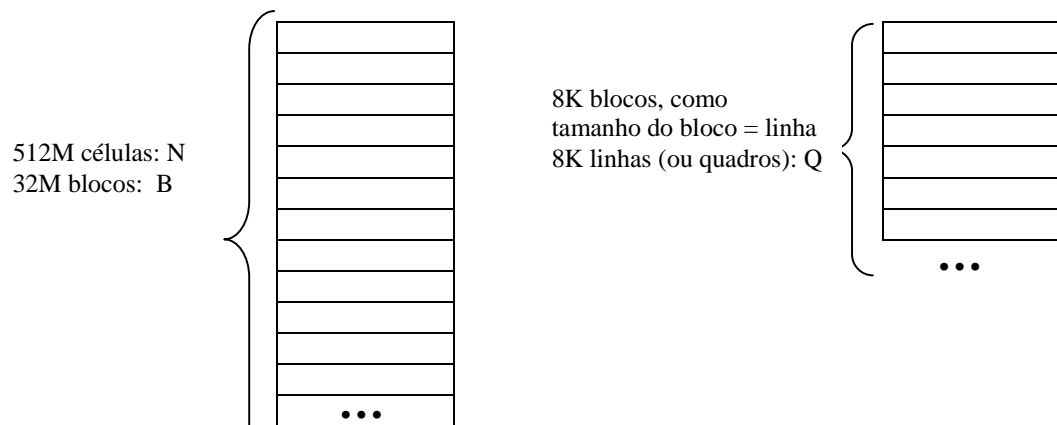 512M células: N
32M blocos: B
8K blocos, como
tamanho do bloco = linha
8K linhas (ou quadros): Q
•••
•••